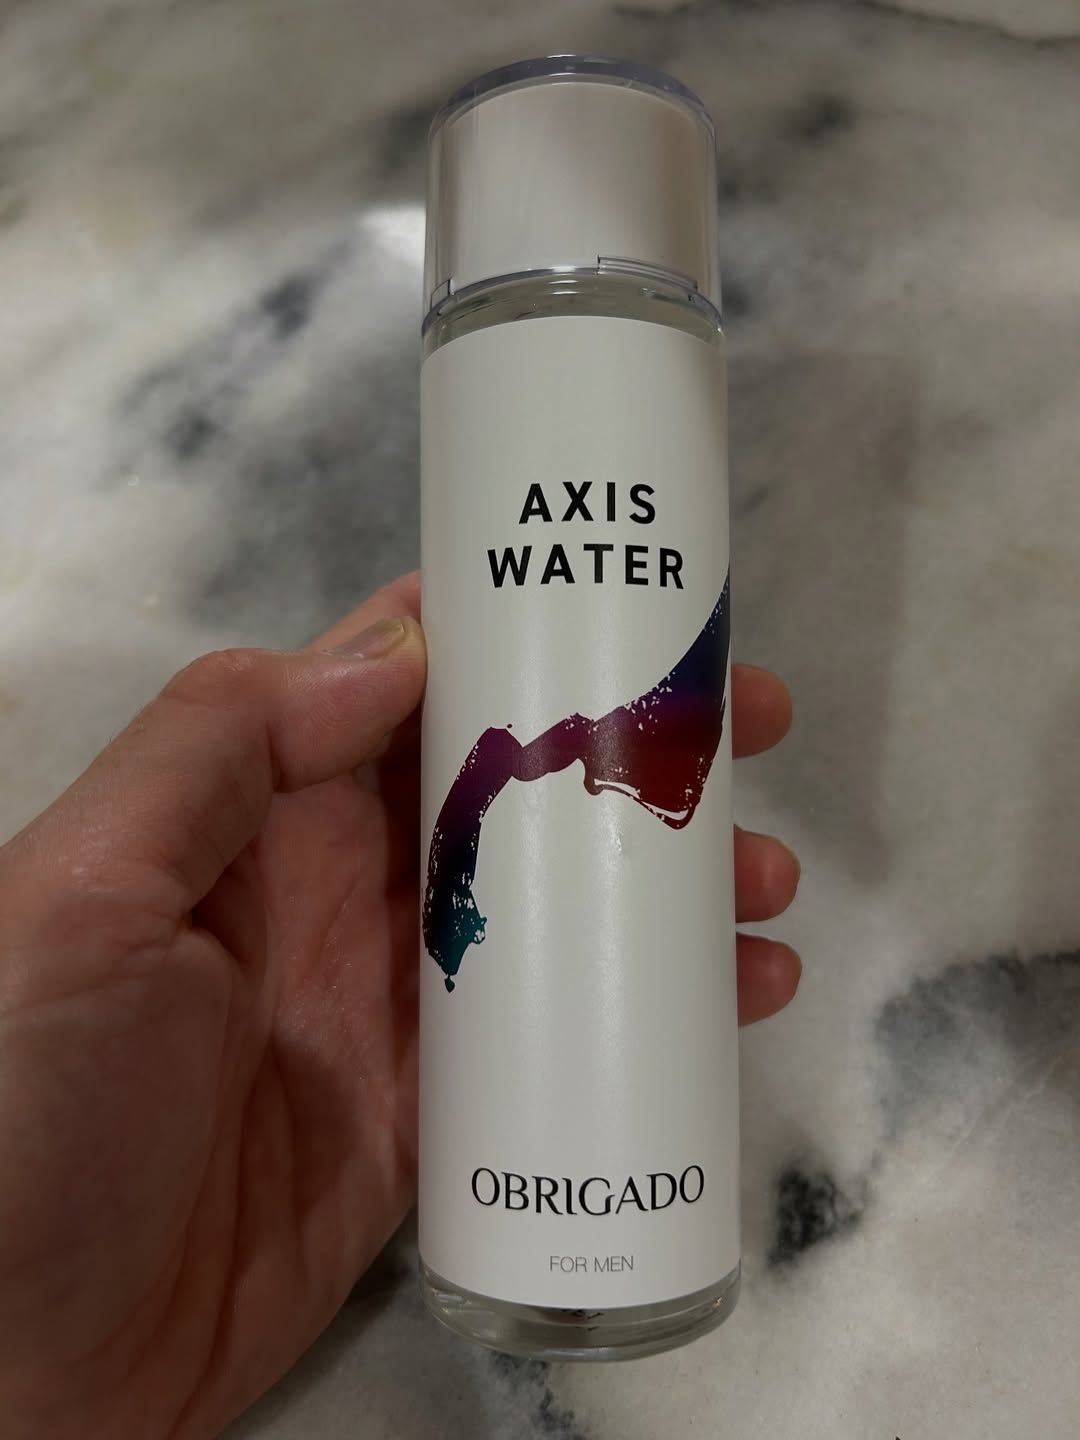 AXIS
WATER
OBRIGADO
FOR MEN